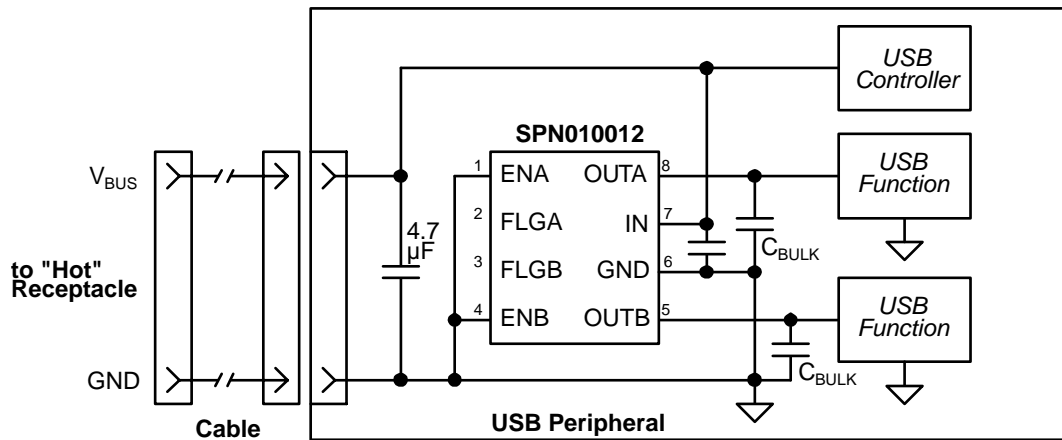 USB
Controller
SPN010012
V_BUS
1
ENA
OUTA
8
USB
Function
2
FLGA
IN
7
4.7
µF
C_BULK
to "Hot"
Receptacle
3
FLGB
GND
6
4
ENB
OUTB
5
USB
Function
GND
C_BULK
Cable
USB Peripheral